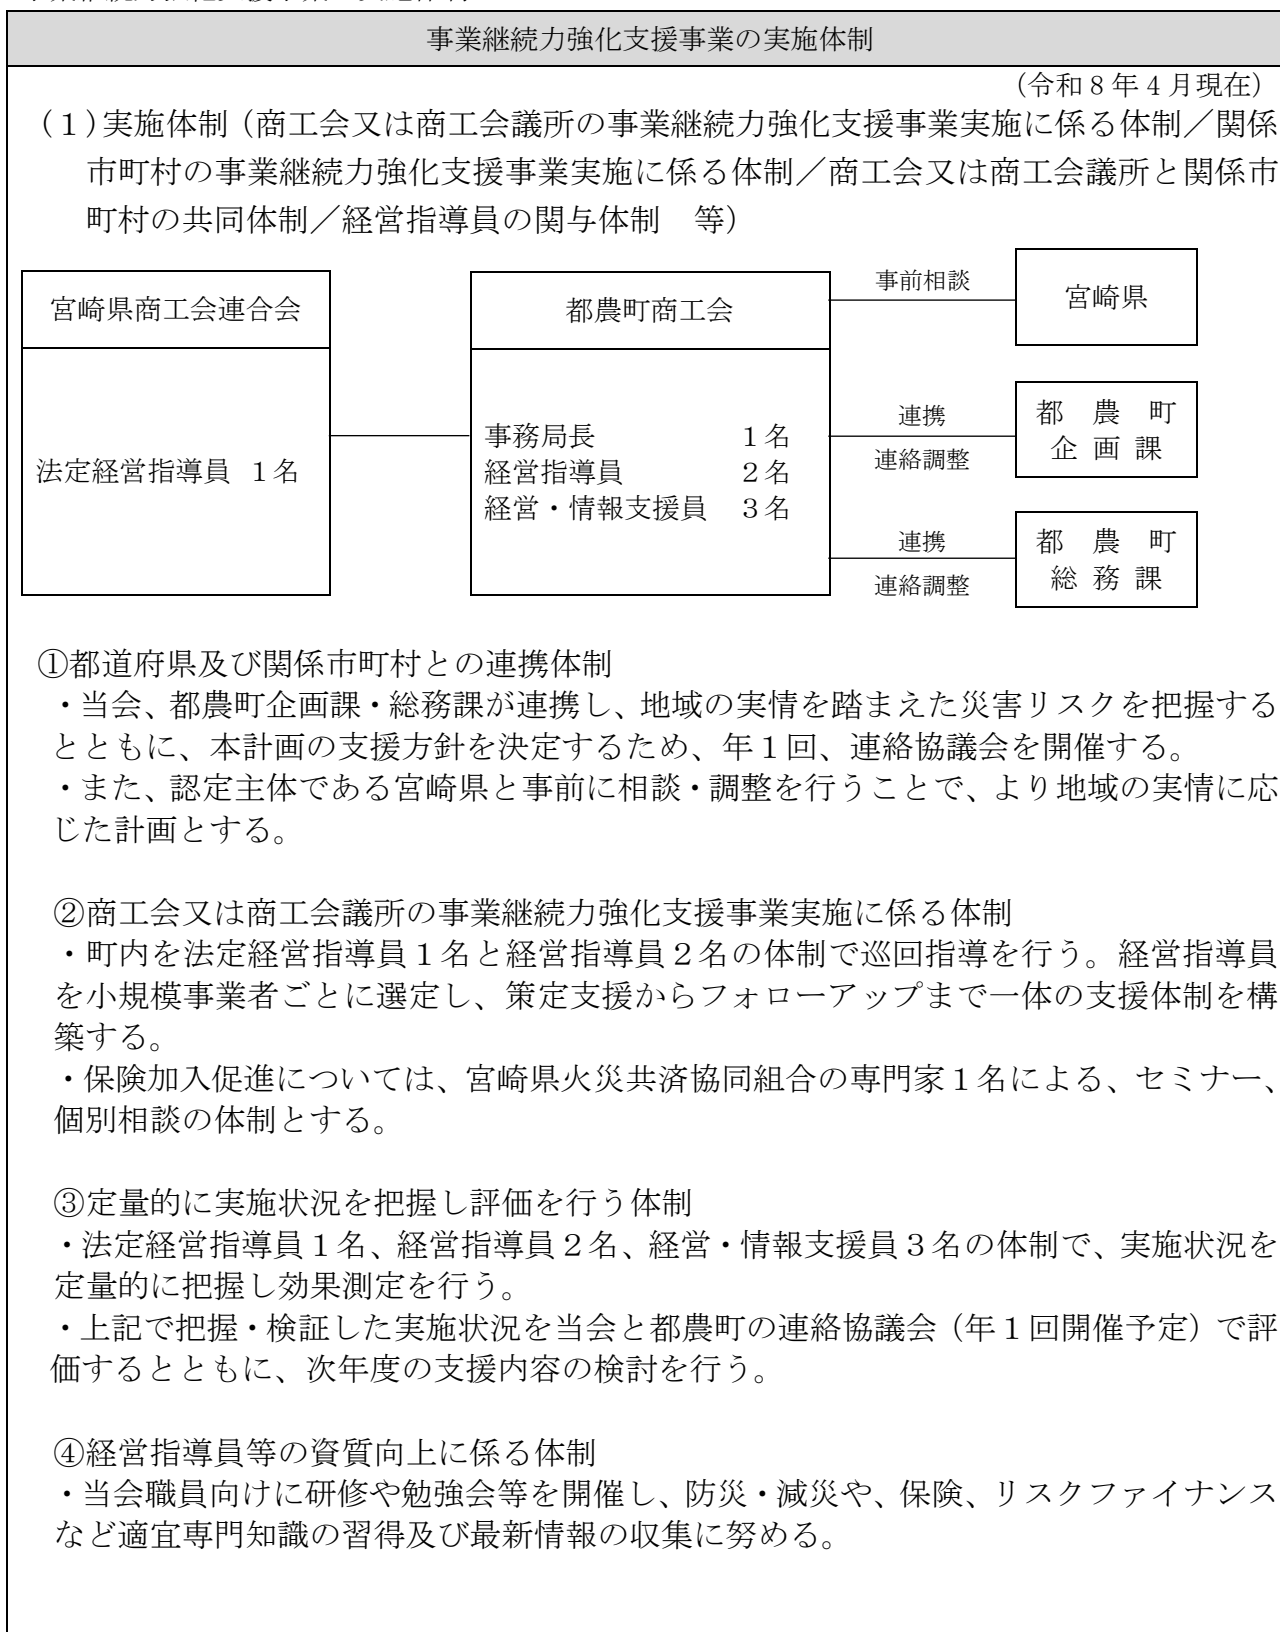 事業継続力強化支援事業の実施体制
（令和８年４月現在）
（１）実施体制（商工会又は商工会議所の事業継続力強化支援事業実施に係る体制／関係
市町村の事業継続力強化支援事業実施に係る体制／商工会又は商工会議所と関係市
町村の共同体制／経営指導員の関与体制　等）
宮崎県商工会連合会
法定経営指導員　１名
都農町商工会
事務局長　１名
経営指導員　２名
経営・情報支援員　３名
事前相談
宮崎県
連携
連絡調整
都　農　町
企　画　課
連携
連絡調整
都　農　町
総　務　課
①都道府県及び関係市町村との連携体制
・当会、都農町企画課・総務課が連携し、地域の実情を踏まえた災害リスクを把握する
とともに、本計画の支援方針を決定するため、年１回、連絡協議会を開催する。
・また、認定主体である宮崎県と事前に相談・調整を行うことで、より地域の実情に応
じた計画とする。
②商工会又は商工会議所の事業継続力強化支援事業実施に係る体制
・町内を法定経営指導員１名と経営指導員２名の体制で巡回指導を行う。経営指導員
を小規模事業者ごとに選定し、策定支援からフォローアップまで一体の支援体制を構
築する。
・保険加入促進については、宮崎県火災共済協同組合の専門家１名による、セミナー、
個別相談の体制とする。
③定量的に実施状況を把握し評価を行う体制
・法定経営指導員１名、経営指導員２名、経営・情報支援員３名の体制で、実施状況を
定量的に把握し効果測定を行う。
・上記で把握・検証した実施状況を当会と都農町の連絡協議会（年１回開催予定）で評
価するとともに、次年度の支援内容の検討を行う。
④経営指導員等の資質向上に係る体制
・当会職員向けに研修や勉強会等を開催し、防災・減災や、保険、リスクファイナンス
など適宜専門知識の習得及び最新情報の収集に努める。